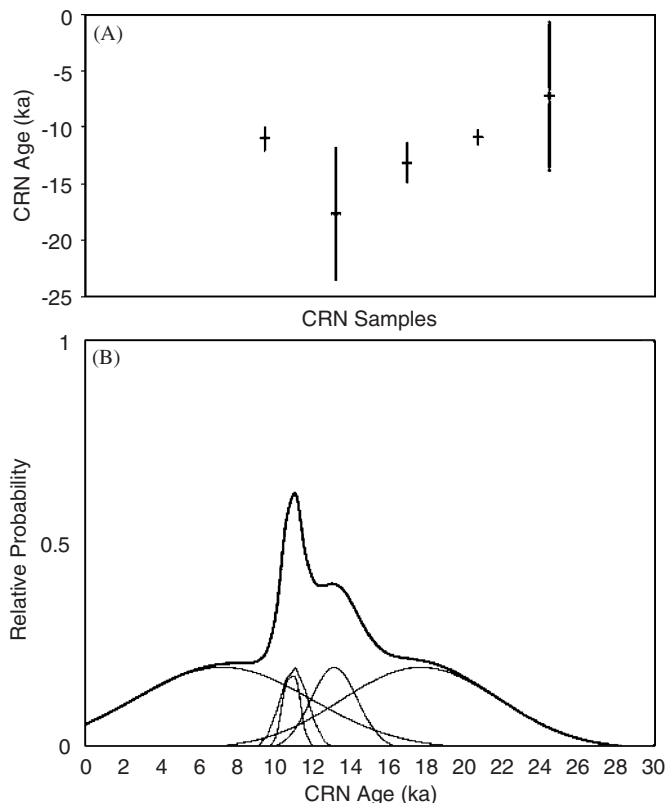 (A)
CRN Age (ka)
0
-5
-10
-15
-20
-25
CRN Samples
(B)
Relative Probability
1
0.5
0
0 2 4 6 8 10 12 14 16 18 20 22 24 26 28 30
CRN Age (ka)